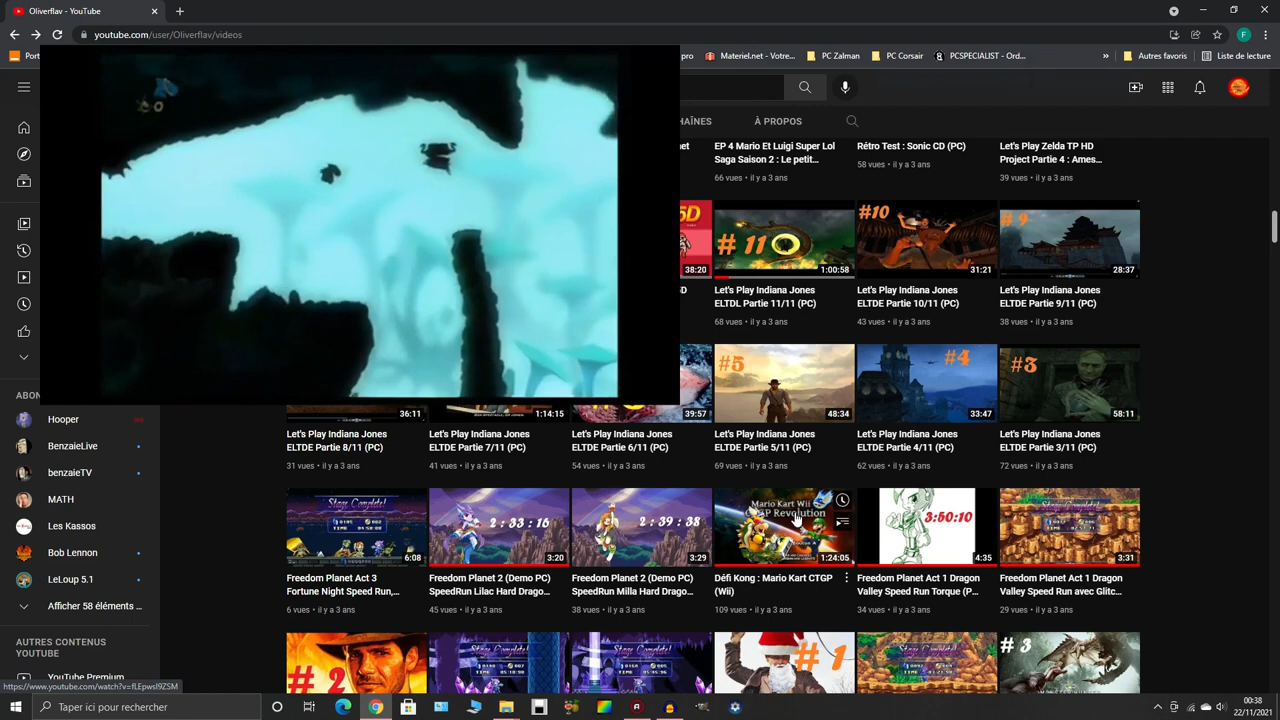 Oliverflav
youtube.com/user/Oliverflav/videos
Port
pro
Materiel.net - Votre...
PC Zalman
PC Corsair
PCSPECIALIST - Ord...
»
Autres favoris
Liste de lecture
HAÎNES
À PROPOS
EP 4 Mario Et Luigi Super Lol
Saga Saison 2 : Le petit...
66 vues • il y a 3 ans
Rétro Test : Sonic CD (PC)
58 vues • il y a 3 ans
Let's Play Zelda TP HD
Project Partie 4 : Ames...
39 vues • il y a 3 ans
38:20
# 11
1:00:58
#10
31:21
# 9
28:37
Let's Play Indiana Jones
ELTDL Partie 11/11 (PC)
68 vues • il y a 3 ans
Let's Play Indiana Jones
ELTDE Partie 10/11 (PC)
43 vues • il y a 3 ans
Let's Play Indiana Jones
ELTDE Partie 9/11 (PC)
38 vues • il y a 3 ans
36:11
1:14:15
39:57
#5
48:34
#4
33:47
#3
58:11
Let's Play Indiana Jones
ELTDE Partie 8/11 (PC)
31 vues • il y a 3 ans
Let's Play Indiana Jones
ELTDE Partie 7/11 (PC)
41 vues • il y a 3 ans
Let's Play Indiana Jones
ELTDE Partie 6/11 (PC)
54 vues • il y a 3 ans
Let's Play Indiana Jones
ELTDE Partie 5/11 (PC)
69 vues • il y a 3 ans
Let's Play Indiana Jones
ELTDE Partie 4/11 (PC)
62 vues • il y a 3 ans
Let's Play Indiana Jones
ELTDE Partie 3/11 (PC)
72 vues • il y a 3 ans
ABON
Hooper
BenzaieLive
benzaieTV
MATH
Les Kassos
Bob Lennon
LeLoup 5.1
Afficher 58 éléments ...
AUTRES CONTENUS
YOUTUBE
YouTube Premium
Stage Complete!
6:08
2:33:16
3:20
2:39:38
3:29
Mario Kart Wii
CTGP Revolution
1:24:05
3:50:10
4:35
Stage Complete!
3:31
Freedom Planet Act 3
Fortune Night Speed Run,...
6 vues • il y a 3 ans
Freedom Planet 2 (Demo PC)
SpeedRun Lilac Hard Drago...
45 vues • il y a 3 ans
Freedom Planet 2 (Demo PC)
SpeedRun Milla Hard Drago...
38 vues • il y a 3 ans
Défi Kong : Mario Kart CTGP
(Wii)
109 vues • il y a 3 ans
Freedom Planet Act 1 Dragon
Valley Speed Run Torque (P...
34 vues • il y a 3 ans
Freedom Planet Act 1 Dragon
Valley Speed Run avec Glitc...
29 vues • il y a 3 ans
# 2
Stage Complete!
Stage Complete!
# 1
Stage Complete!
# 3
https://www.youtube.com/watch?v=fLEpwsI9ZSM
Taper ici pour rechercher
00:38
22/11/2021